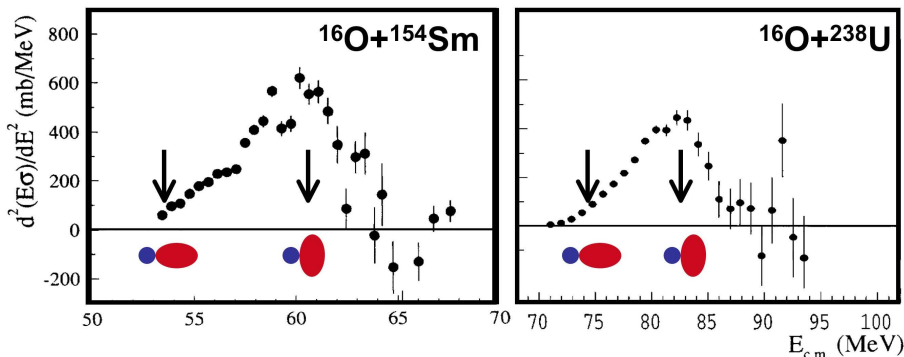 d²(Eσ)/dE² (mb/MeV)
800
600
400
200
0
-200
¹⁶O+¹⁵⁴Sm
50 55 60 65 70
¹⁶O+²³⁸U
70 75 80 85 90 95 100
E_c.m. (MeV)